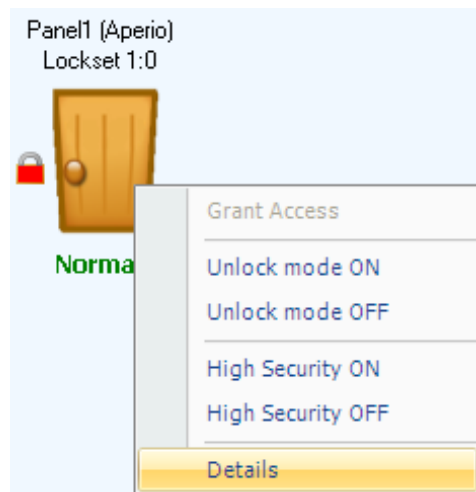 Panel1 (Aperio)
Lockset 1:0
Norma
Grant Access
Unlock mode ON
Unlock mode OFF
High Security ON
High Security OFF
Details